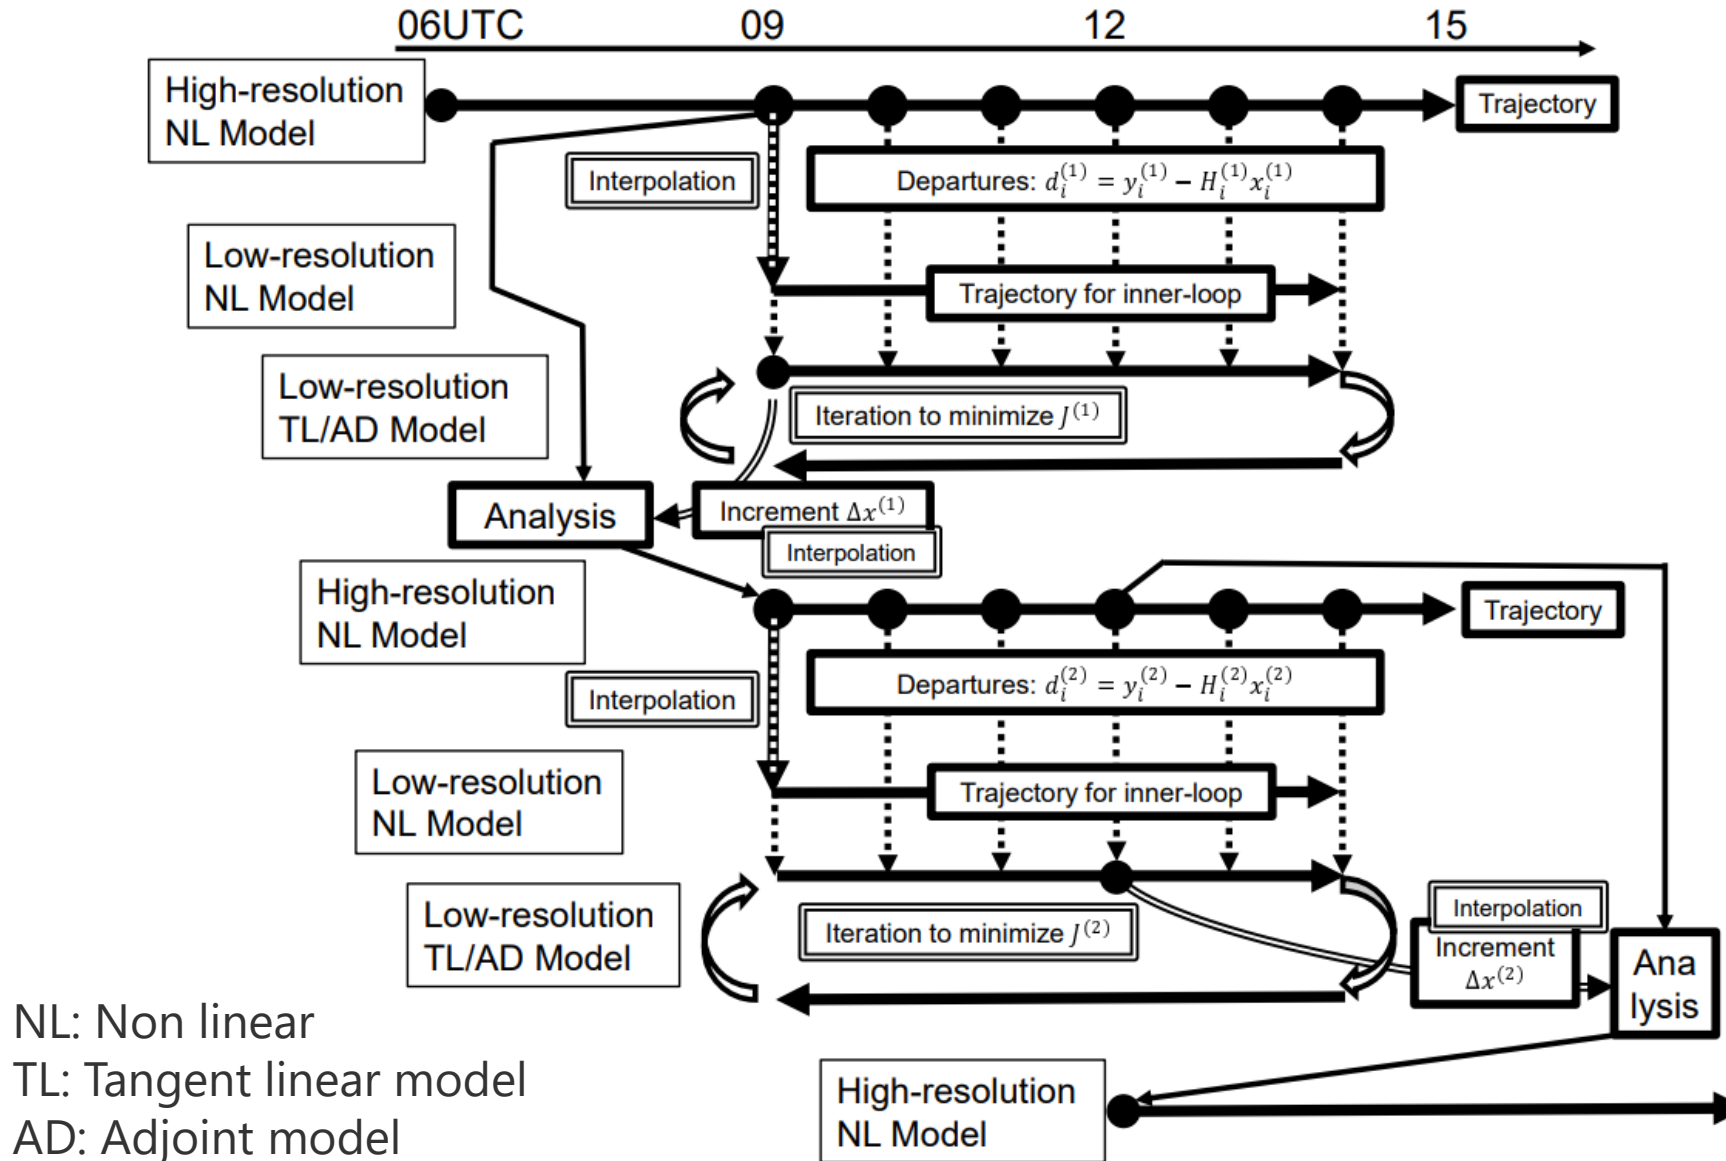 06UTC 09 12 15
High-resolution
NL Model
Trajectory
Interpolation
Departures: $d_i^{(1)} = y_i^{(1)} - H_i^{(1)} x_i^{(1)}$
Low-resolution
NL Model
Trajectory for inner-loop
Low-resolution
TL/AD Model
Iteration to minimize $J^{(1)}$
Analysis
Increment $\Delta x^{(1)}$
Interpolation
High-resolution
NL Model
Trajectory
Interpolation
Departures: $d_i^{(2)} = y_i^{(2)} - H_i^{(2)} x_i^{(2)}$
Low-resolution
NL Model
Trajectory for inner-loop
Low-resolution
TL/AD Model
Iteration to minimize $J^{(2)}$
Interpolation
Increment
$\Delta x^{(2)}$
Ana
lysis
NL: Non linear
TL: Tangent linear model
AD: Adjoint model
High-resolution
NL Model